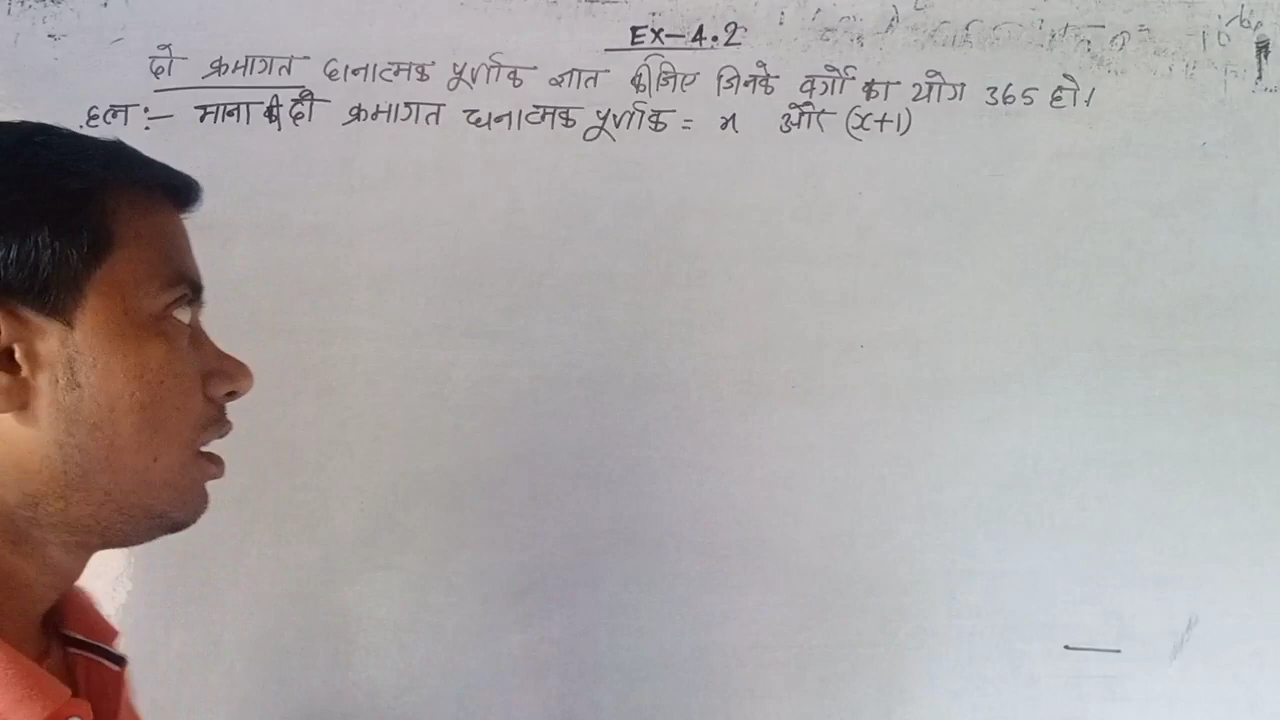 Ex-4.2
दो क्रमागत धनात्मक पूर्णांक ज्ञात कीजिए जिनके वर्गों का योग 365 हो।
हल :- माना की दो क्रमागत धनात्मक पूर्णांक = x और (x+1)